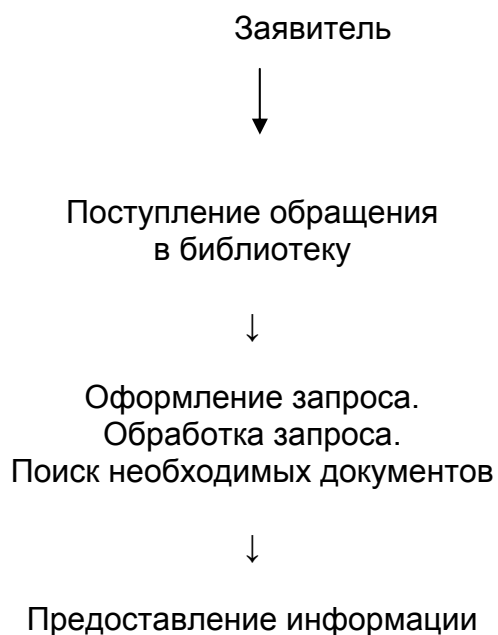 Заявитель
↓
Поступление обращения
в библиотеку
↓
Оформление запроса.
Обработка запроса.
Поиск необходимых документов
↓
Предоставление информации